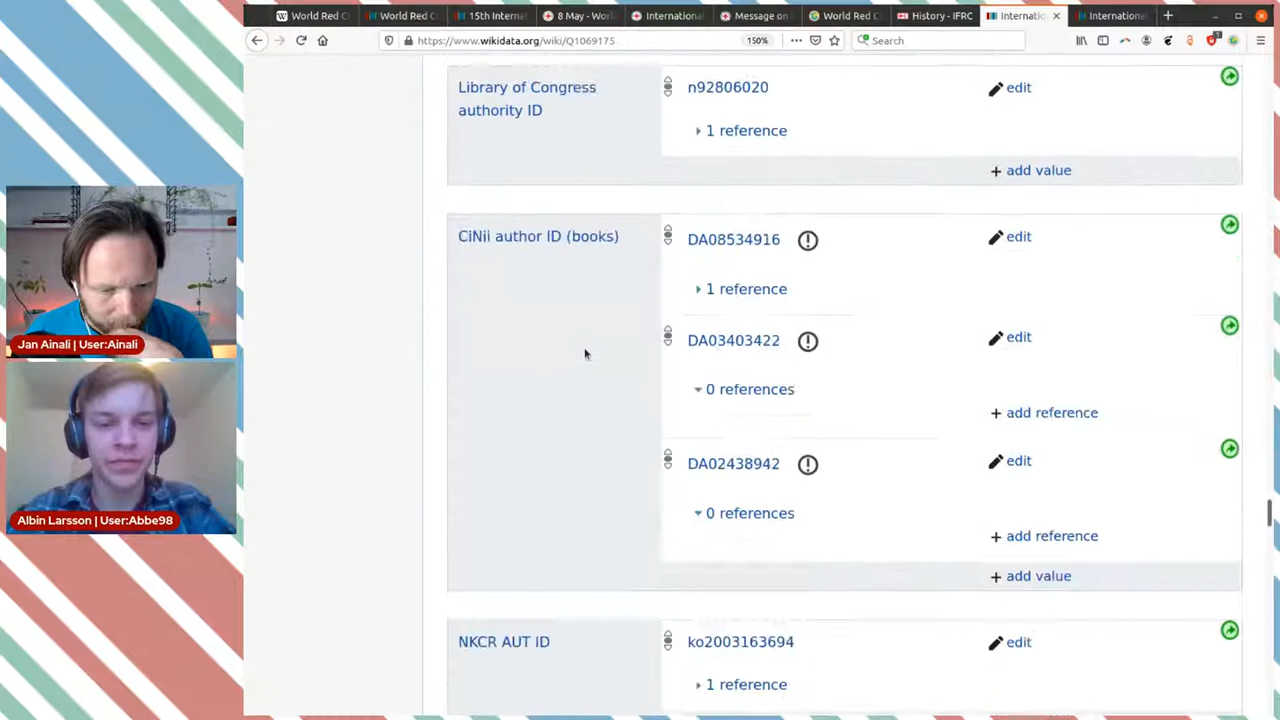 World Red C
World Red C
15th Interna
8 May - Worl
International
Message on
World Red C
History - IFRC
Internatio
International
https://www.wikidata.org/wiki/Q1069175
150%
Search
Library of Congress
authority ID
n92806020
edit
1 reference
+ add value
CiNii author ID (books)
DA08534916
edit
1 reference
DA03403422
edit
0 references
+ add reference
DA02438942
edit
0 references
+ add reference
+ add value
NKCR AUT ID
ko2003163694
edit
1 reference
Jan Ainali | User:Ainali
Albin Larsson | User:Abbe98